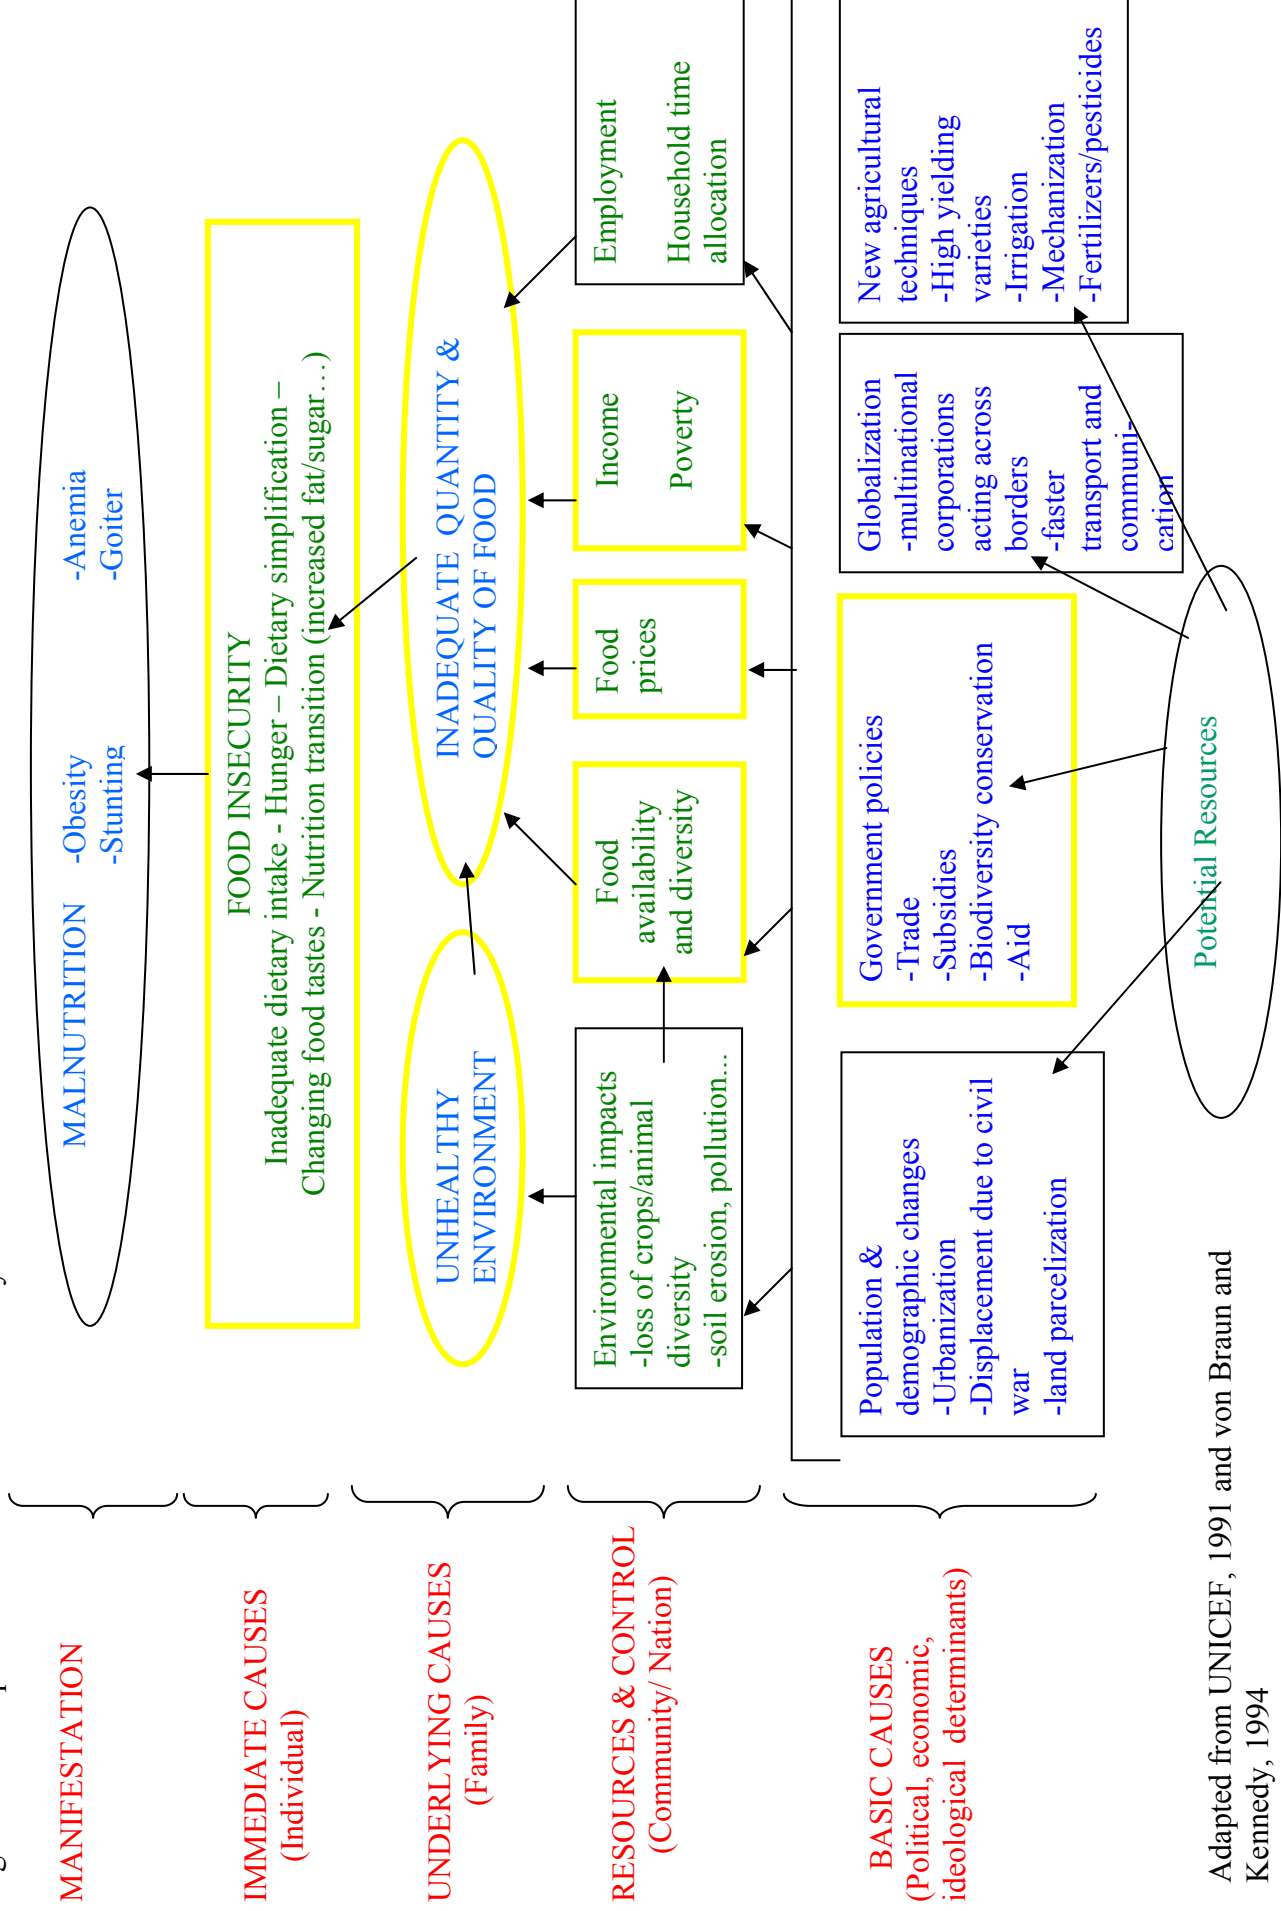 MANIFESTATION
MALNUTRITION
-Obesity
-Stunting
-Anemia
-Goiter
IMMEDIATE CAUSES
(Individual)
FOOD INSECURITY
Inadequate dietary intake - Hunger – Dietary simplification –
Changing food tastes - Nutrition transition (increased fat/sugar…)
UNDERLYING CAUSES
(Family)
UNHEALTHY
ENVIRONMENT
INADEQUATE QUANTITY &
QUALITY OF FOOD
RESOURCES & CONTROL
(Community/ Nation)
Environmental impacts
-loss of crops/animal
diversity
-soil erosion, pollution...
Food
availability
and diversity
Food
prices
Income
Poverty
Employment
Household time
allocation
BASIC CAUSES
(Political, economic,
ideological determinants)
Population &
demographic changes
-Urbanization
-Displacement due to civil
war
-land parcelization
Government policies
-Trade
-Subsidies
-Biodiversity conservation
-Aid
Globalization
-multinational
corporations
acting across
borders
-faster
transport and
communi-
cation
New agricultural
techniques
-High yielding
varieties
-Irrigation
-Mechanization
-Fertilizers/pesticides
Potential Resources
Adapted from UNICEF, 1991 and von Braun and
Kennedy, 1994